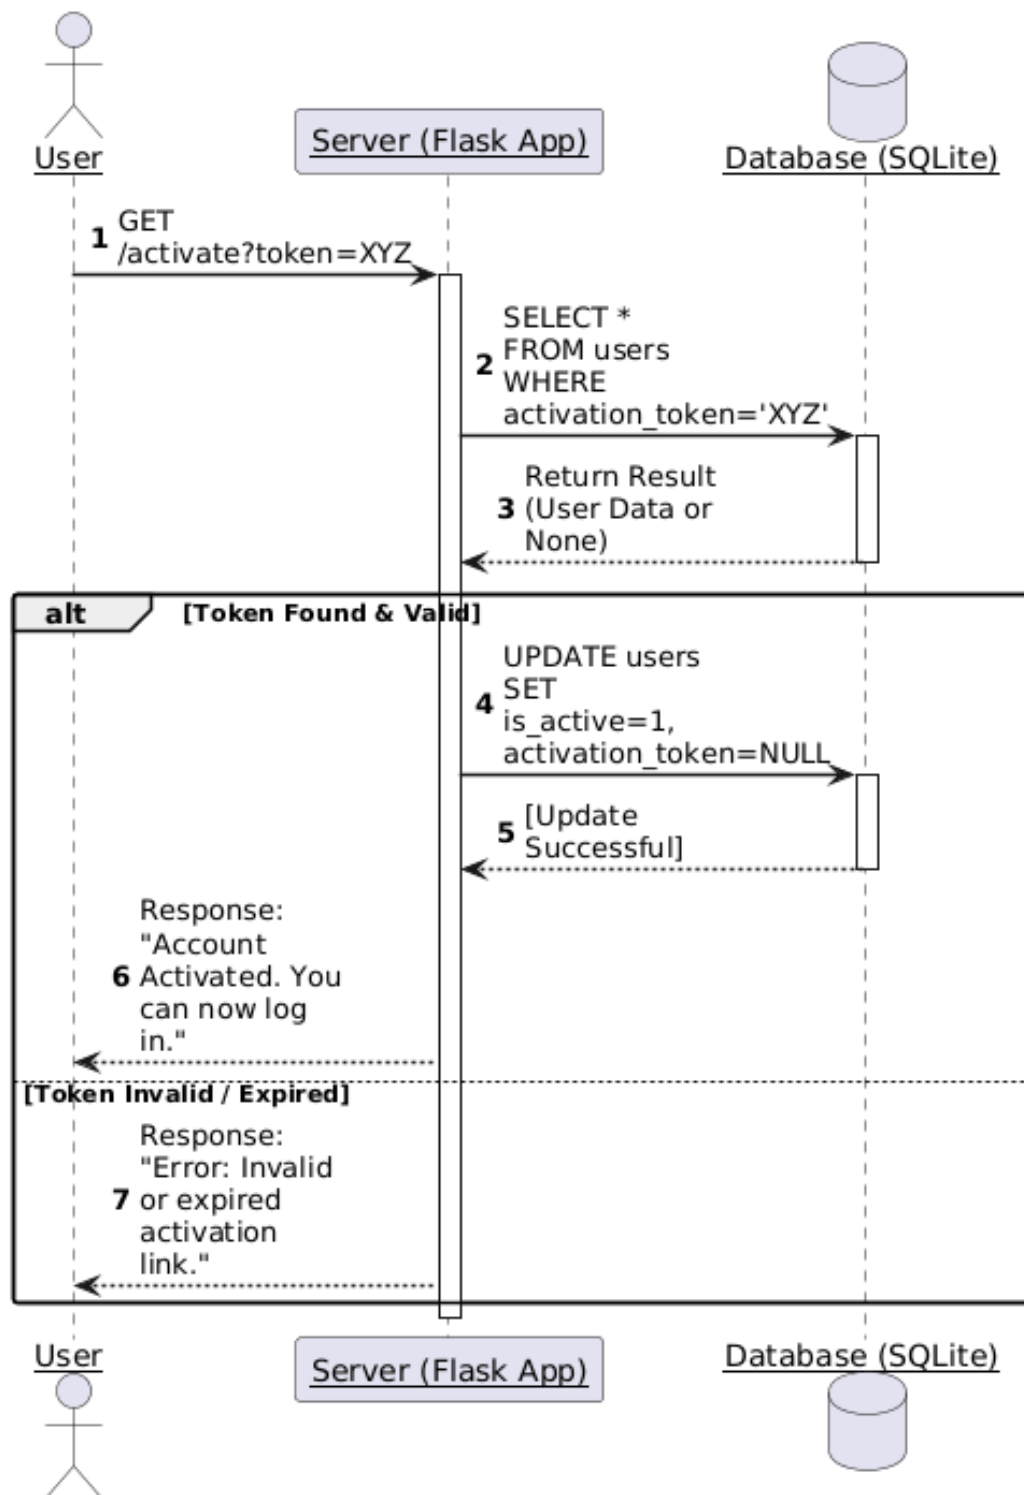 User
Server (Flask App)
Database (SQLite)
1
GET
/activate?token=XYZ
2
SELECT *
FROM users
WHERE
activation_token='XYZ'
3
Return Result
(User Data or
None)
alt
[Token Found & Valid]
4
UPDATE users
SET
is_active=1,
activation_token=NULL
5
[Update
Successful]
6
Response:
"Account
Activated. You
can now log
in."
[Token Invalid / Expired]
7
Response:
"Error: Invalid
or expired
activation
link."
User
Server (Flask App)
Database (SQLite)